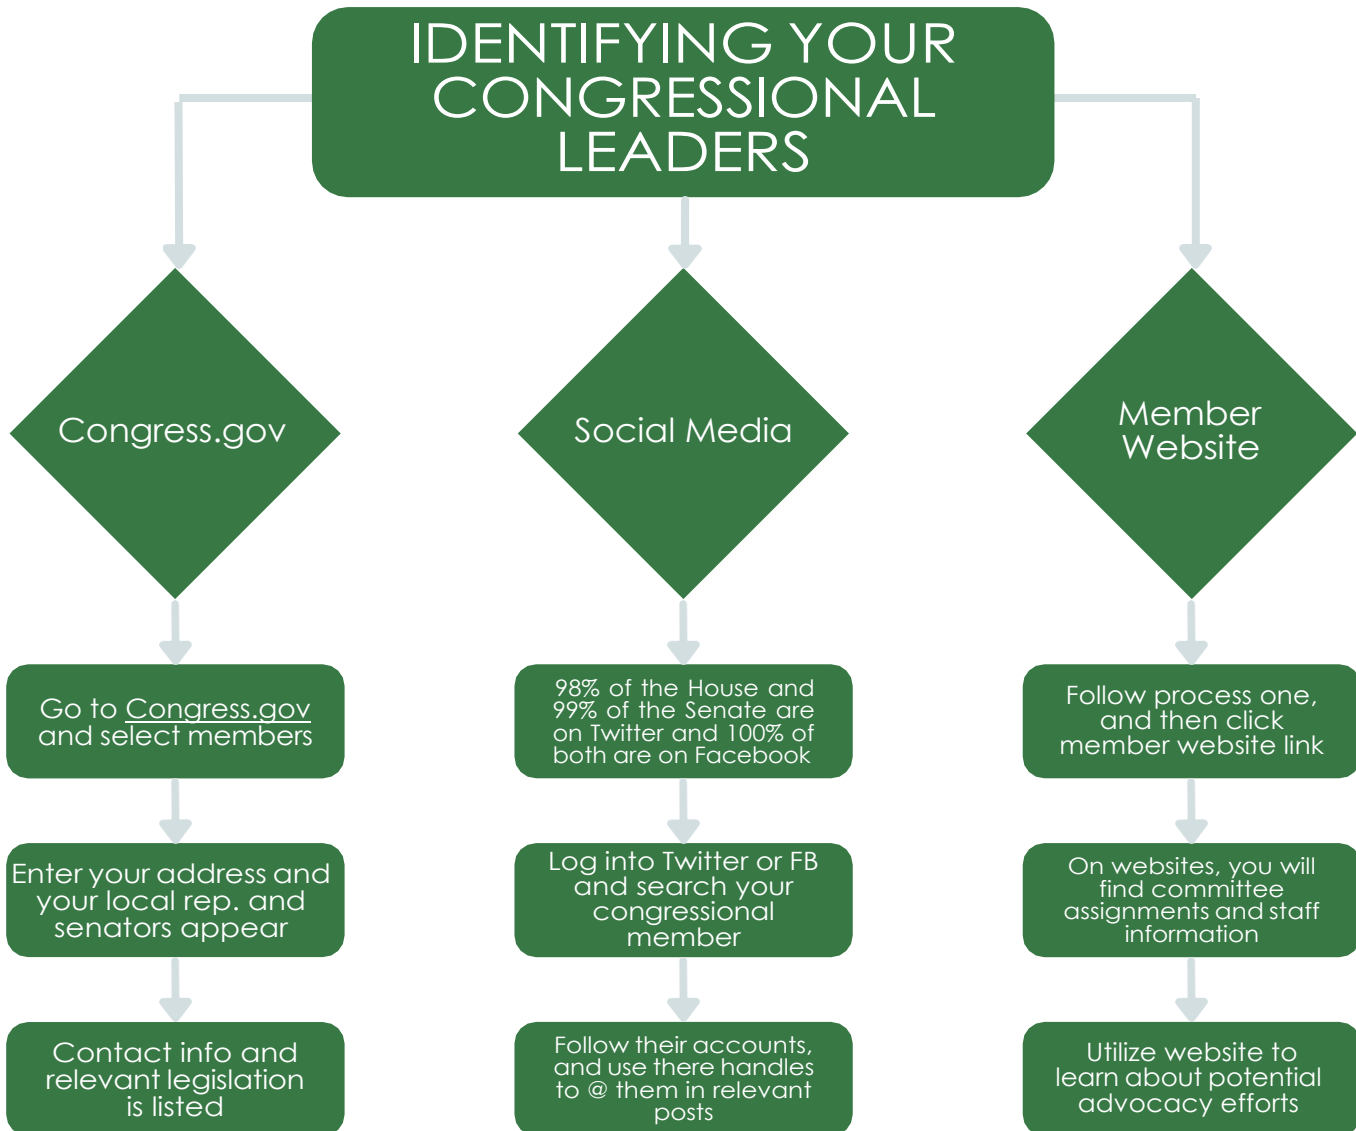 IDENTIFYING YOUR
CONGRESSIONAL
LEADERS
Congress.gov
Social Media
Member
Website
Go to Congress.gov
and select members
98% of the House and
99% of the Senate are
on Twitter and 100% of
both are on Facebook
Follow process one,
and then click
member website link
Enter your address and
your local rep. and
senators appear
Log into Twitter or FB
and search your
congressional
member
On websites, you will
find committee
assignments and staff
information
Contact info and
relevant legislation
is listed
Follow their accounts,
and use there handles
to @ them in relevant
posts
Utilize website to
learn about potential
advocacy efforts